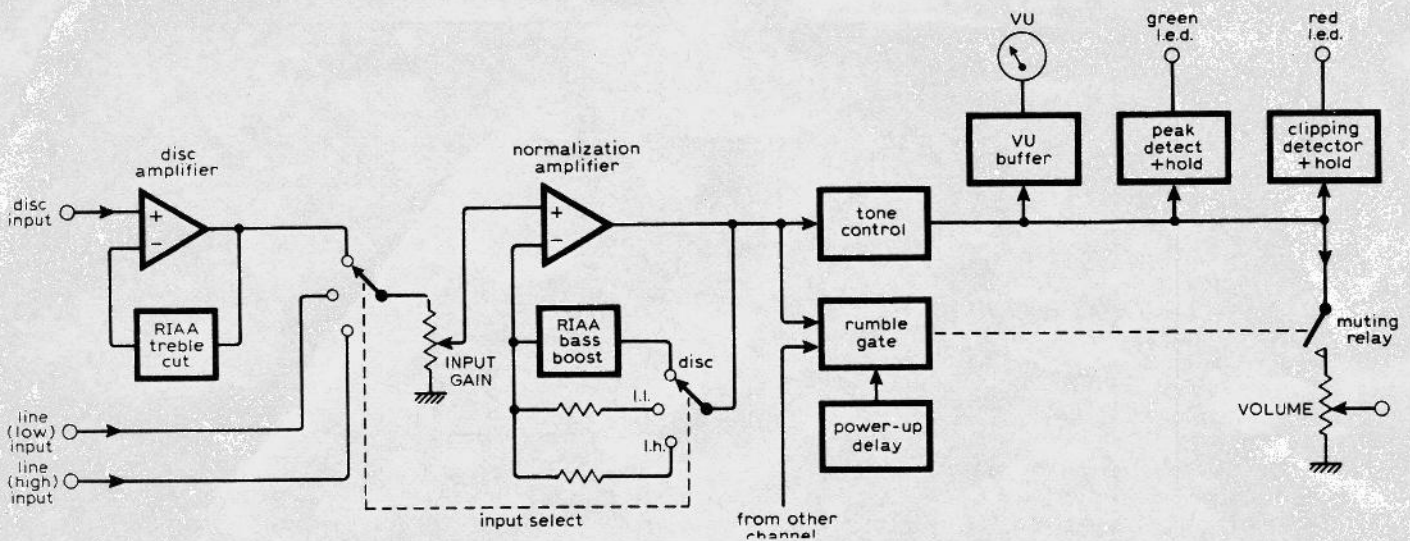 VU
green
l.e.d.
red
l.e.d.
disc
amplifier
normalization
amplifier
VU
buffer
peak
detect
+hold
clipping
detector
+ hold
disc
input
+
−
+
−
tone
control
RIAA
treble
cut
INPUT
GAIN
RIAA
bass
boost
disc
rumble
gate
muting
relay
line
(low)
input
l.l.
l.h.
power-up
delay
VOLUME
line
(high)
input
input select
from other
channel